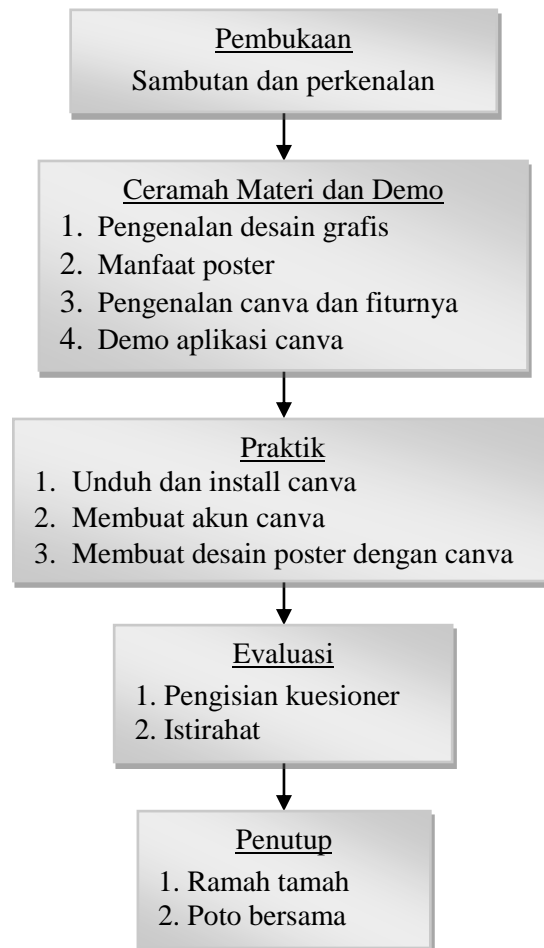 Pembukaan
Sambutan dan perkenalan
Ceramah Materi dan Demo
1. Pengenalan desain grafis
2. Manfaat poster
3. Pengenalan canva dan fiturnya
4. Demo aplikasi canva
Praktik
1. Unduh dan install canva
2. Membuat akun canva
3. Membuat desain poster dengan canva
Evaluasi
1. Pengisian kuesioner
2. Istirahat
Penutup
1. Ramah tamah
2. Poto bersama